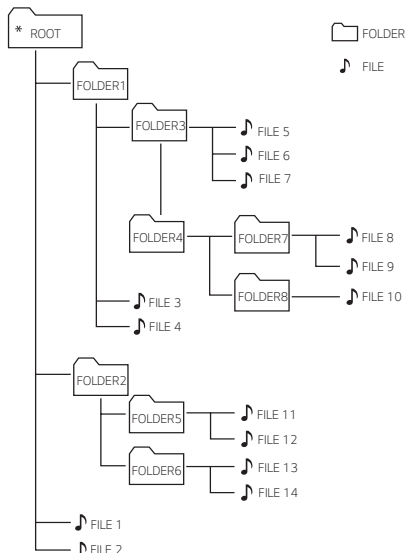 * ROOT
FOLDER
FILE
FOLDER1
FOLDER3
FILE 5
FILE 6
FILE 7
FOLDER4
FOLDER7
FILE 8
FILE 9
FOLDER8
FILE 10
FILE 3
FILE 4
FOLDER2
FOLDER5
FILE 11
FILE 12
FOLDER6
FILE 13
FILE 14
FILE 1
FILE 2